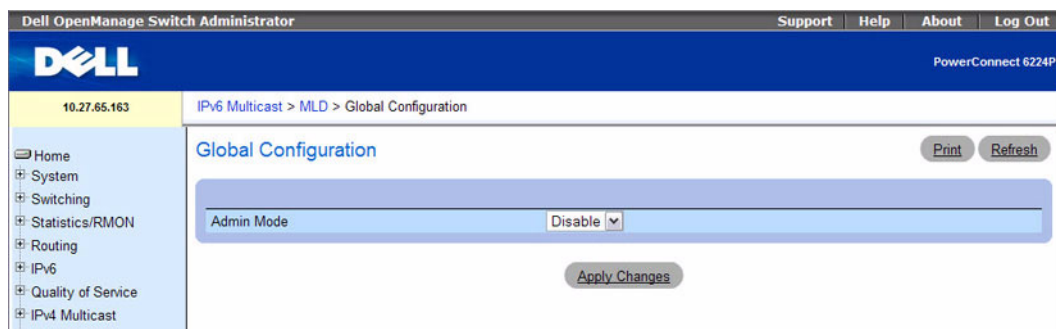 Dell OpenManage Switch Administrator
Support Help About Log Out
DELL
PowerConnect 6224P
10.27.65.163
IPv6 Multicast > MLD > Global Configuration
Home
System
Switching
Statistics/RMON
Routing
IPv6
Quality of Service
IPv4 Multicast
Global Configuration
Print Refresh
Admin Mode Disable
Apply Changes